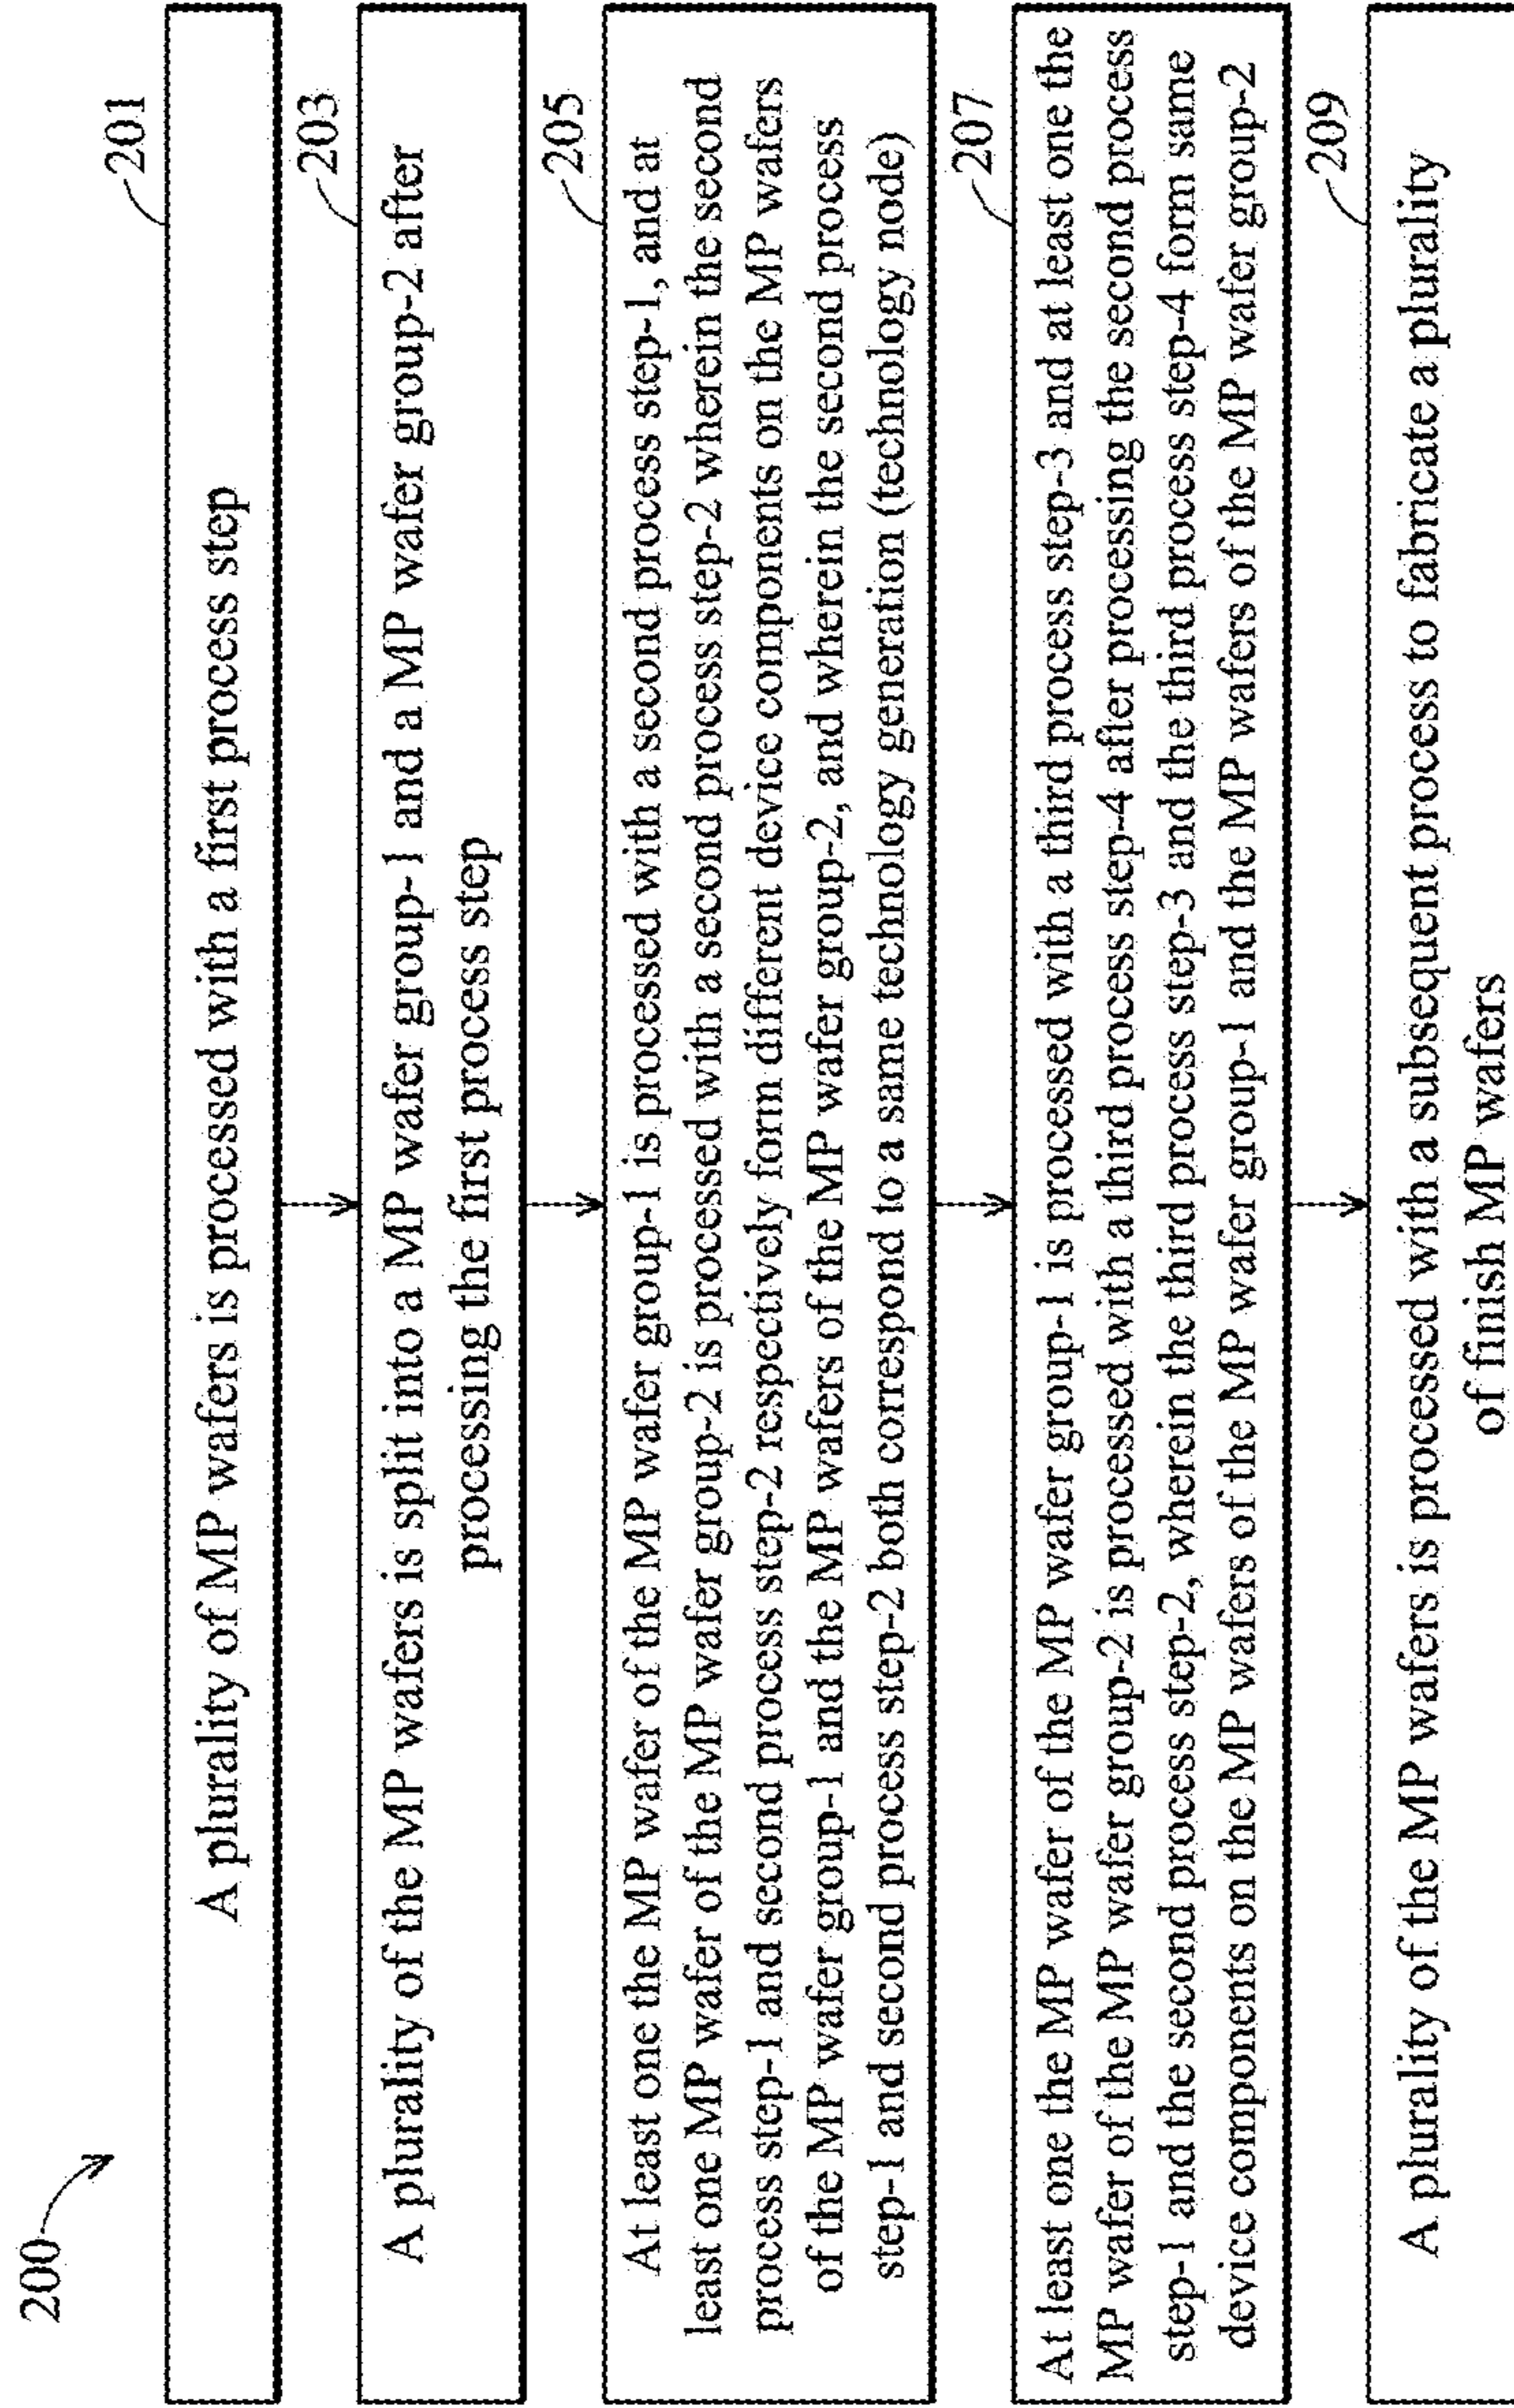 200
201
A plurality of MP wafers is processed with a first process step
203
A plurality of the MP wafers is split into a MP wafer group-1 and a MP wafer group-2 after
processing the first process step
205
At least one the MP wafer of the MP wafer group-1 is processed with a second process step-1, and at
least one MP wafer of the MP wafer group-2 is processed with a second process step-2 wherein the second
process step-1 and second process step-2 respectively form different device components on the MP wafers
of the MP wafer group-1 and the MP wafers of the MP wafer group-2, and wherein the second process
step-1 and second process step-2 both correspond to a same technology generation (technology node)
207
At least one the MP wafer of the MP wafer group-1 is processed with a third process step-3 and at least one the
MP wafer of the MP wafer group-2 is processed with a third process step-4 after processing the second process
step-1 and the second process step-2, wherein the third process step-3 and the third process step-4 form same
device components on the MP wafers of the MP wafer group-1 and the MP wafers of the MP wafer group-2
209
A plurality of the MP wafers is processed with a subsequent process to fabricate a plurality
of finish MP wafers